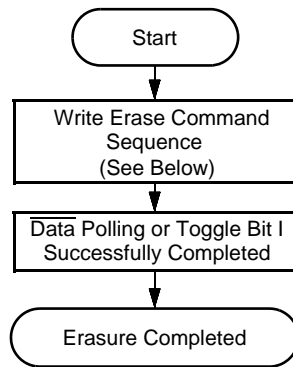 Start
Write Erase Command
Sequence
(See Below)
Data Polling or Toggle Bit I
Successfully Completed
Erasure Completed